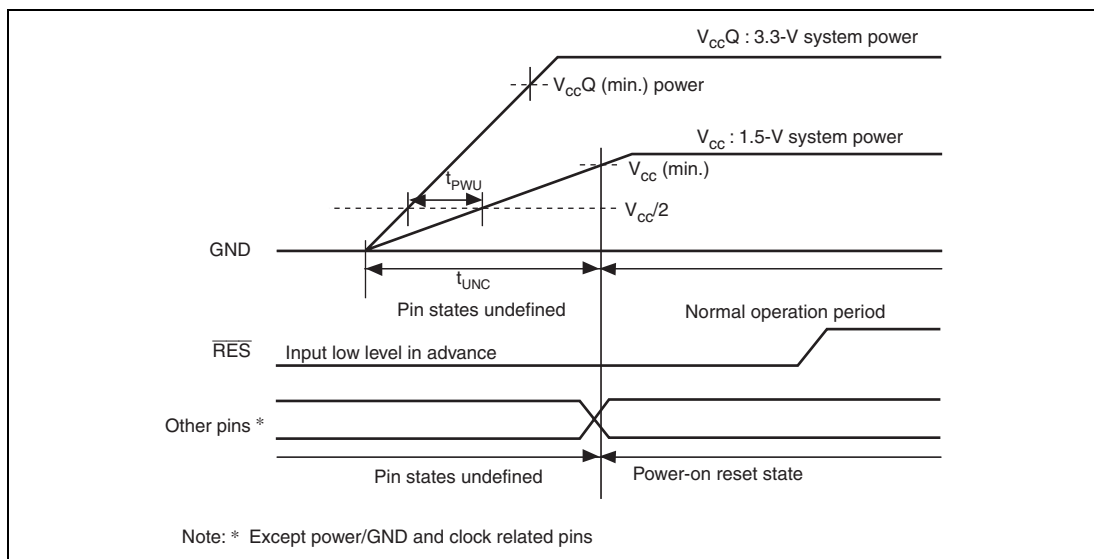 VccQ : 3.3-V system power
VccQ (min.) power
Vcc : 1.5-V system power
Vcc (min.)
tPWU
Vcc/2
GND
tUNC
Pin states undefined
Normal operation period
RES
Input low level in advance
Other pins *
Pin states undefined
Power-on reset state
Note: * Except power/GND and clock related pins